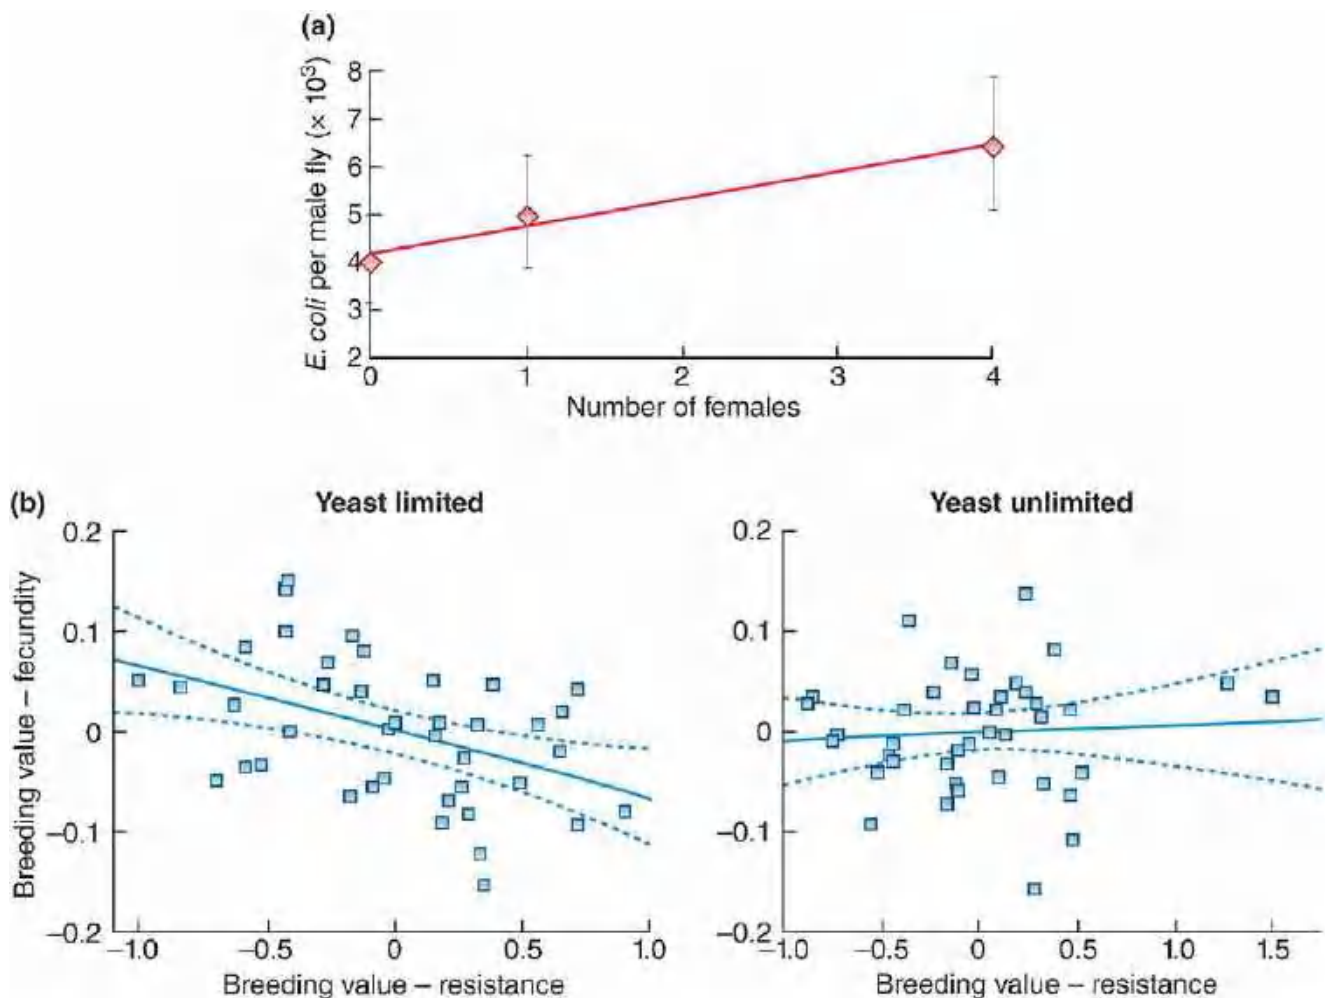 (a)
E. coli per male fly (× 10³)
8
7
6
5
4
3
2
0 1 2 3 4
Number of females
(b)
Yeast limited
Breeding value – fecundity
0.2
0.1
0
–0.1
–0.2
–1.0 –0.5 0 0.5 1.0
Breeding value – resistance
Yeast unlimited
0.2
0.1
0
–0.1
–0.2
–1.0 –0.5 0 0.5 1.0 1.5
Breeding value – resistance